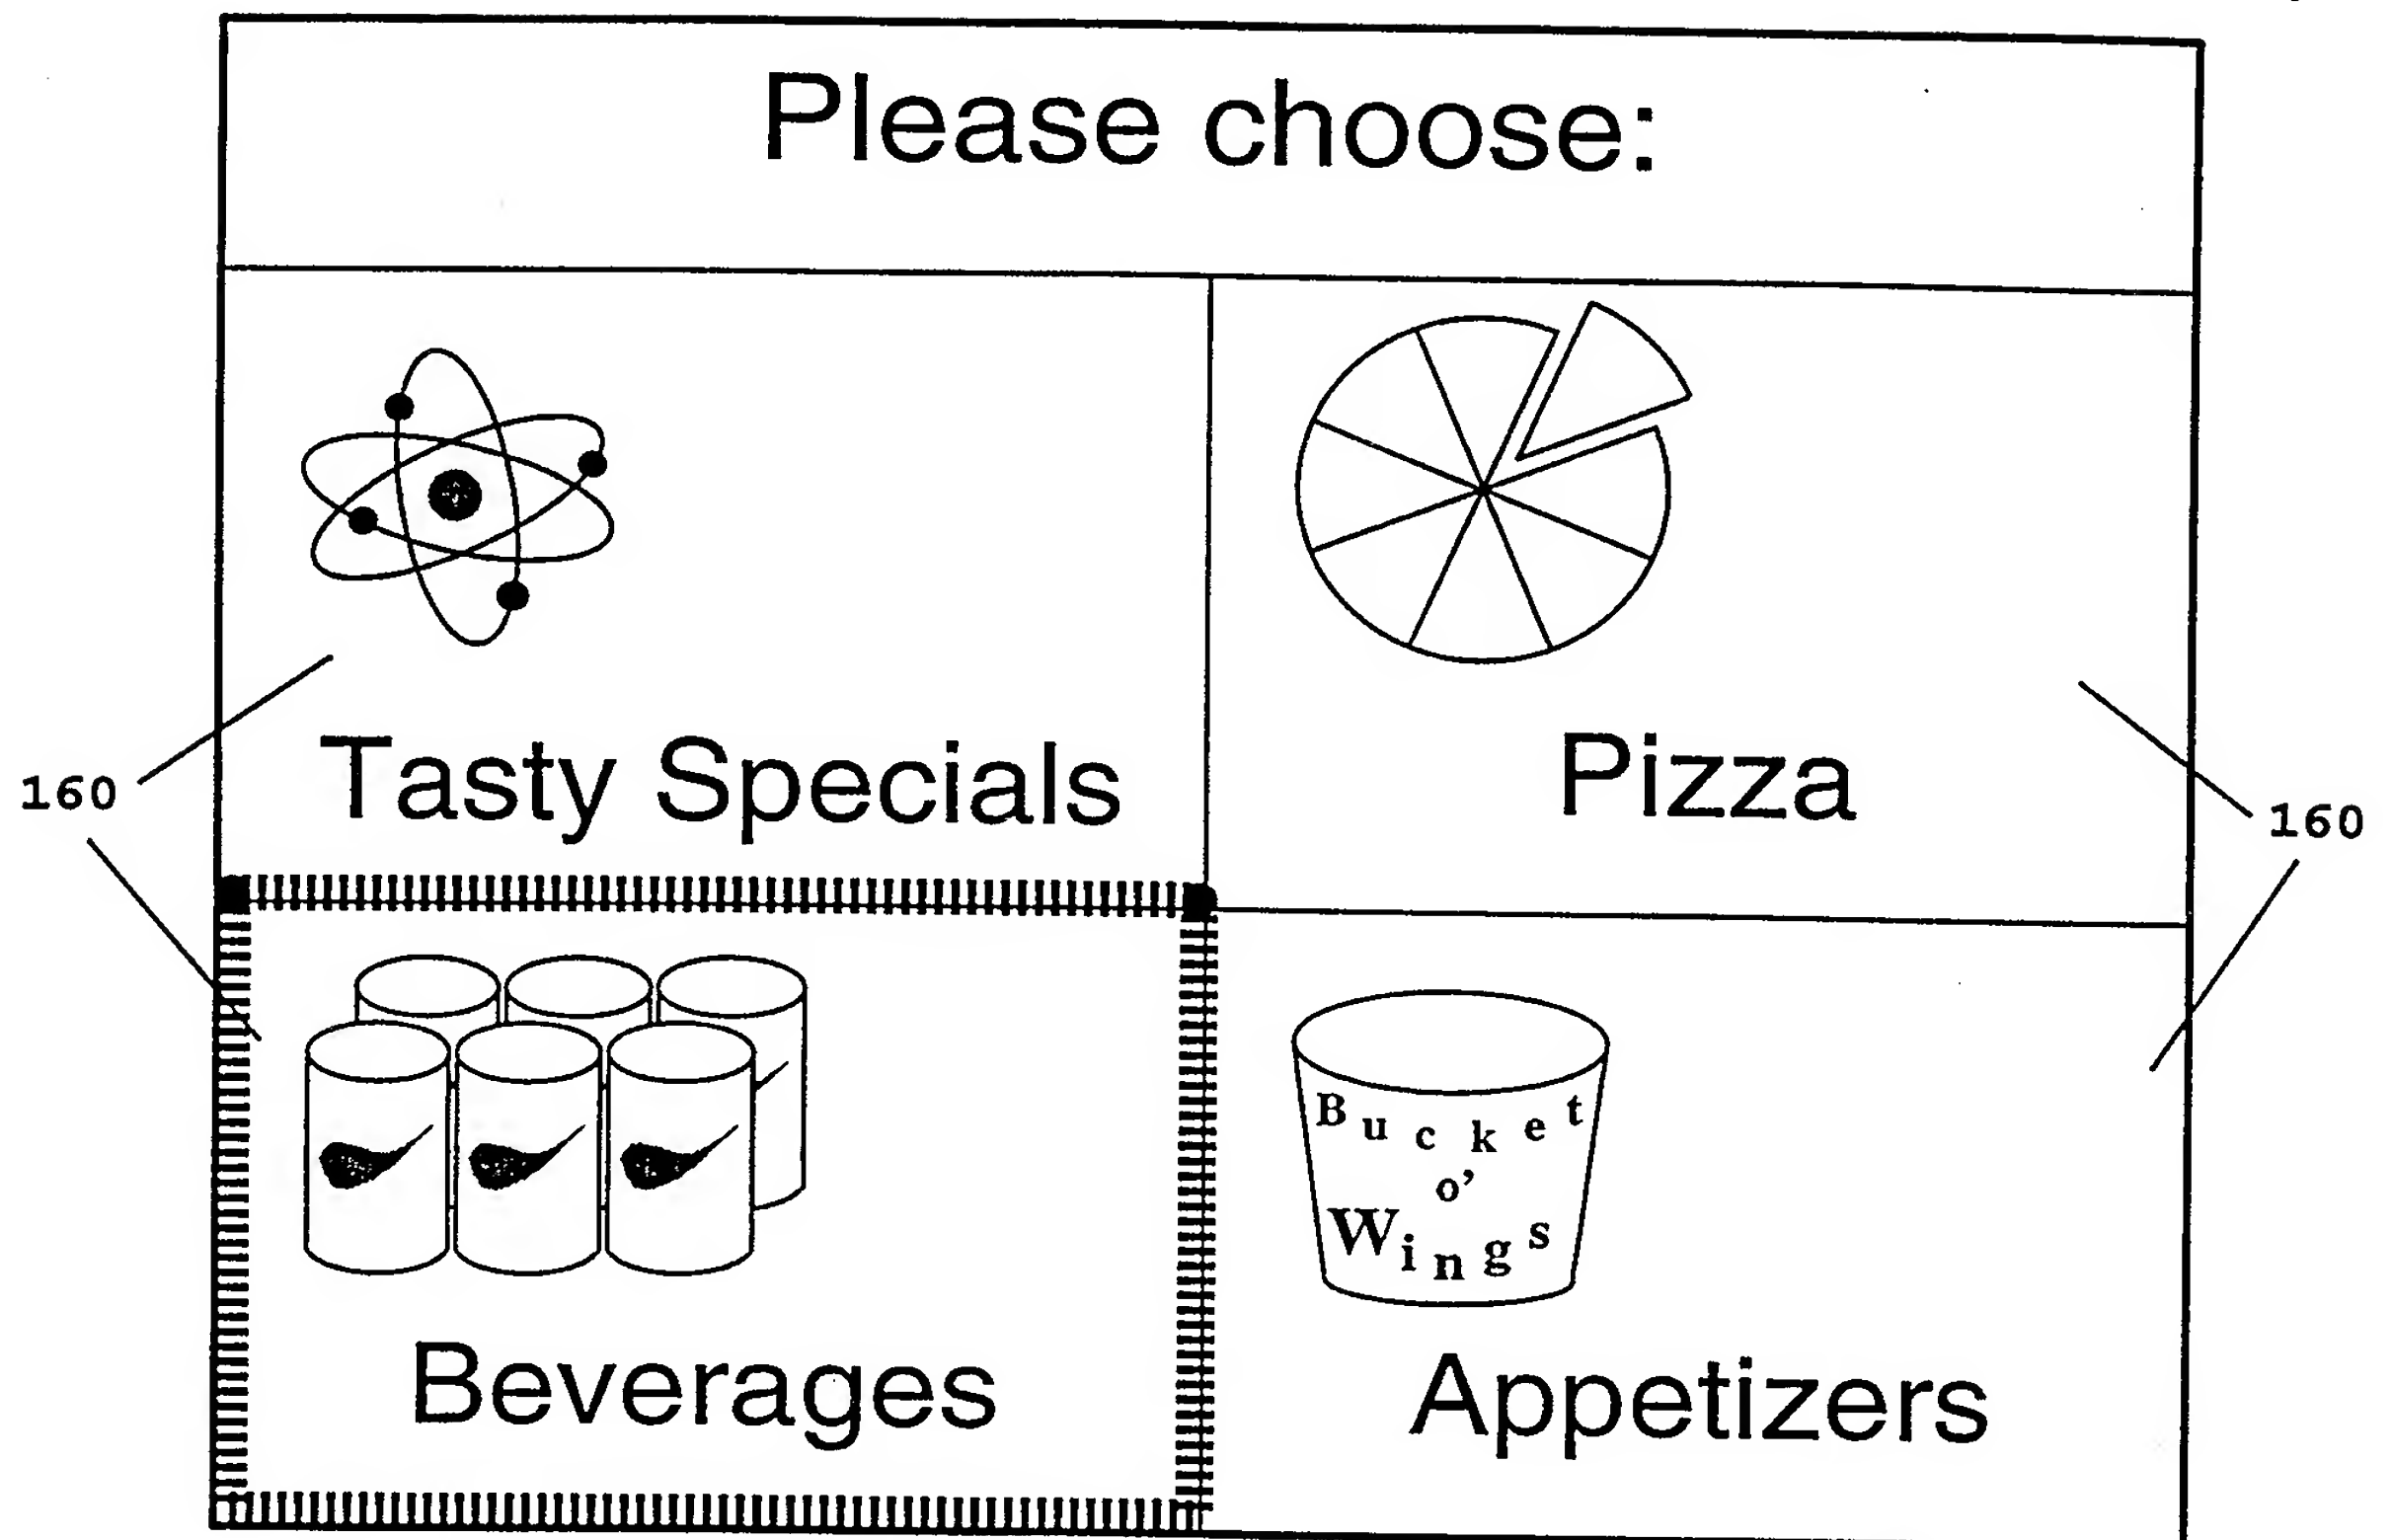 Please choose:
Tasty Specials
Pizza
160
160
Bucket
o’
Wings
Beverages
Appetizers